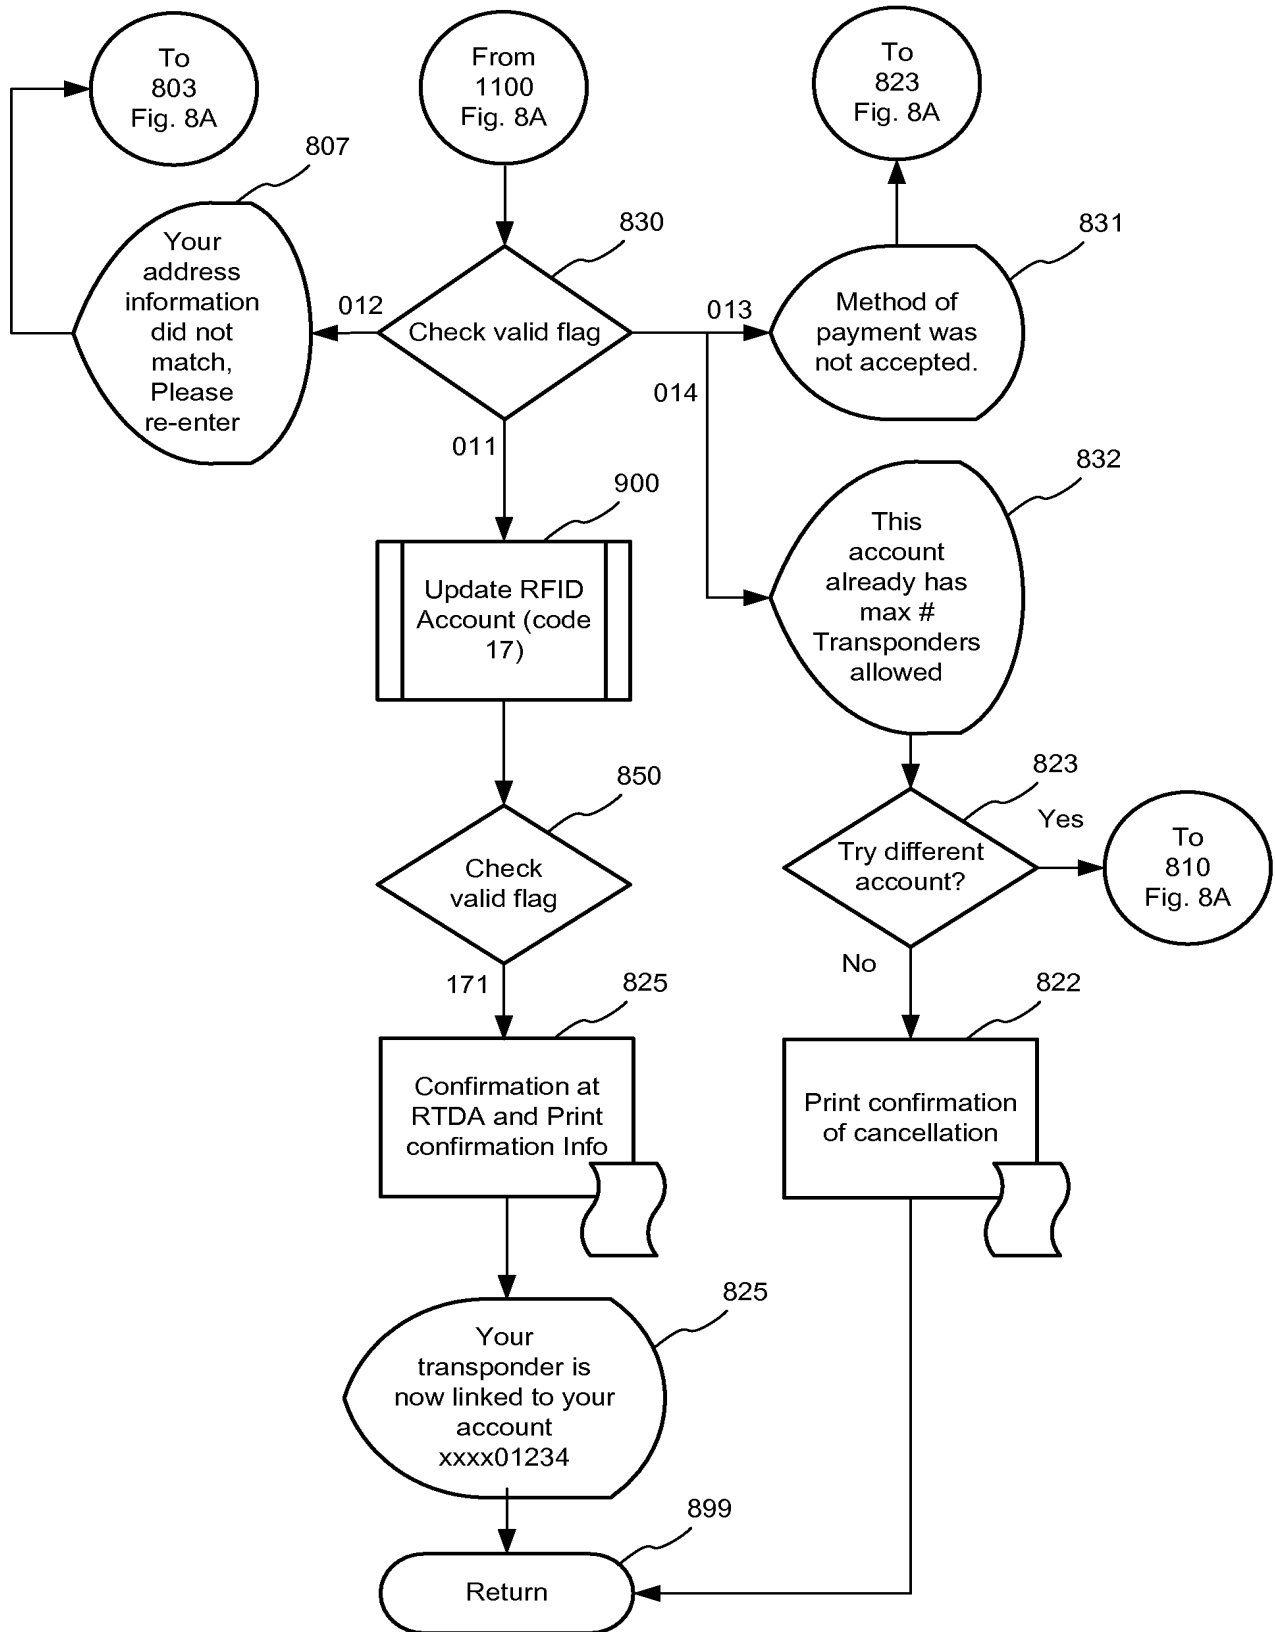 To
803
Fig. 8A
From
1100
Fig. 8A
To
823
Fig. 8A
807
Your
address
information
did not
match,
Please
re-enter
012
830
Check valid flag
013
014
011
831
Method of
payment was
not accepted.
832
This
account
already has
max #
Transponders
allowed
900
Update RFID
Account (code
17)
850
Check
valid flag
171
823
Try different
account?
Yes
To
810
Fig. 8A
No
825
Confirmation at
RTDA and Print
confirmation Info
822
Print confirmation
of cancellation
825
Your
transponder is
now linked to your
account
xxxx01234
899
Return